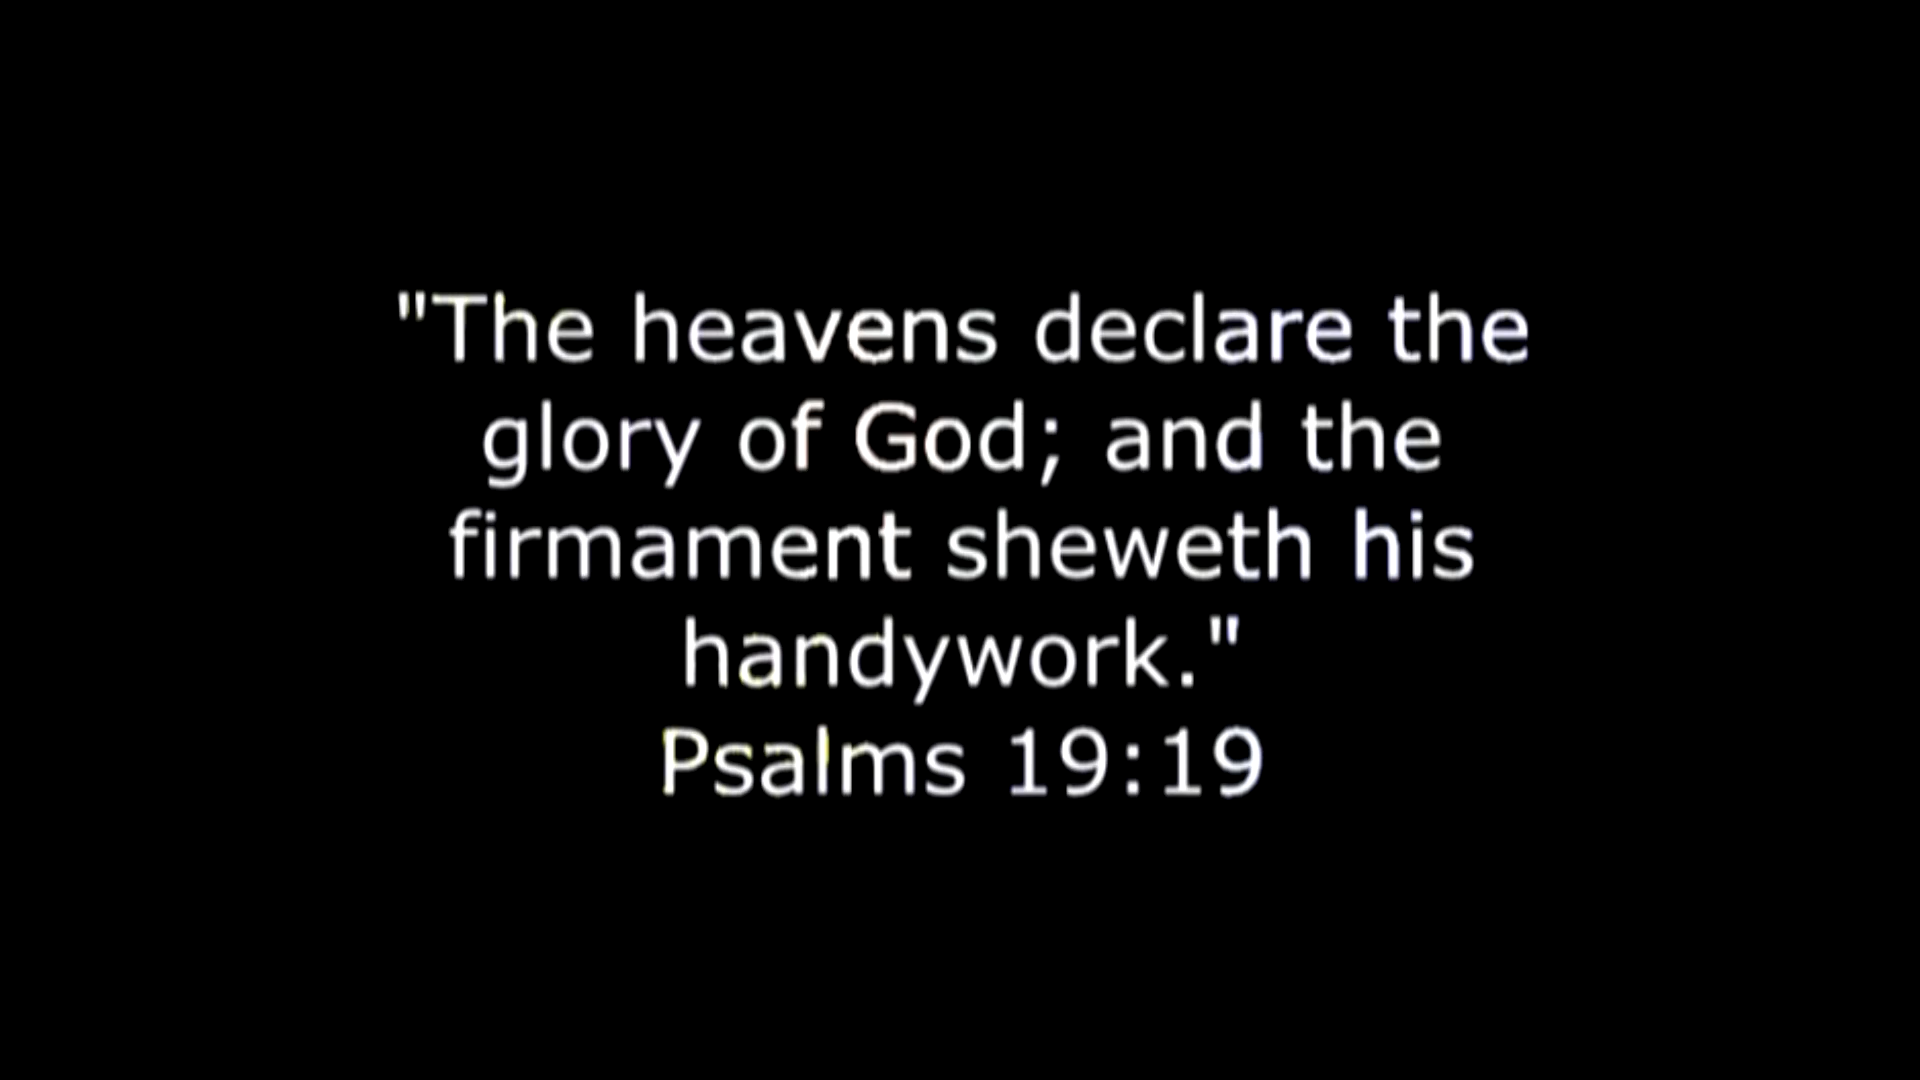 "The heavens declare the
glory of God; and the
firmament sheweth his
handywork."
Psalms 19:19